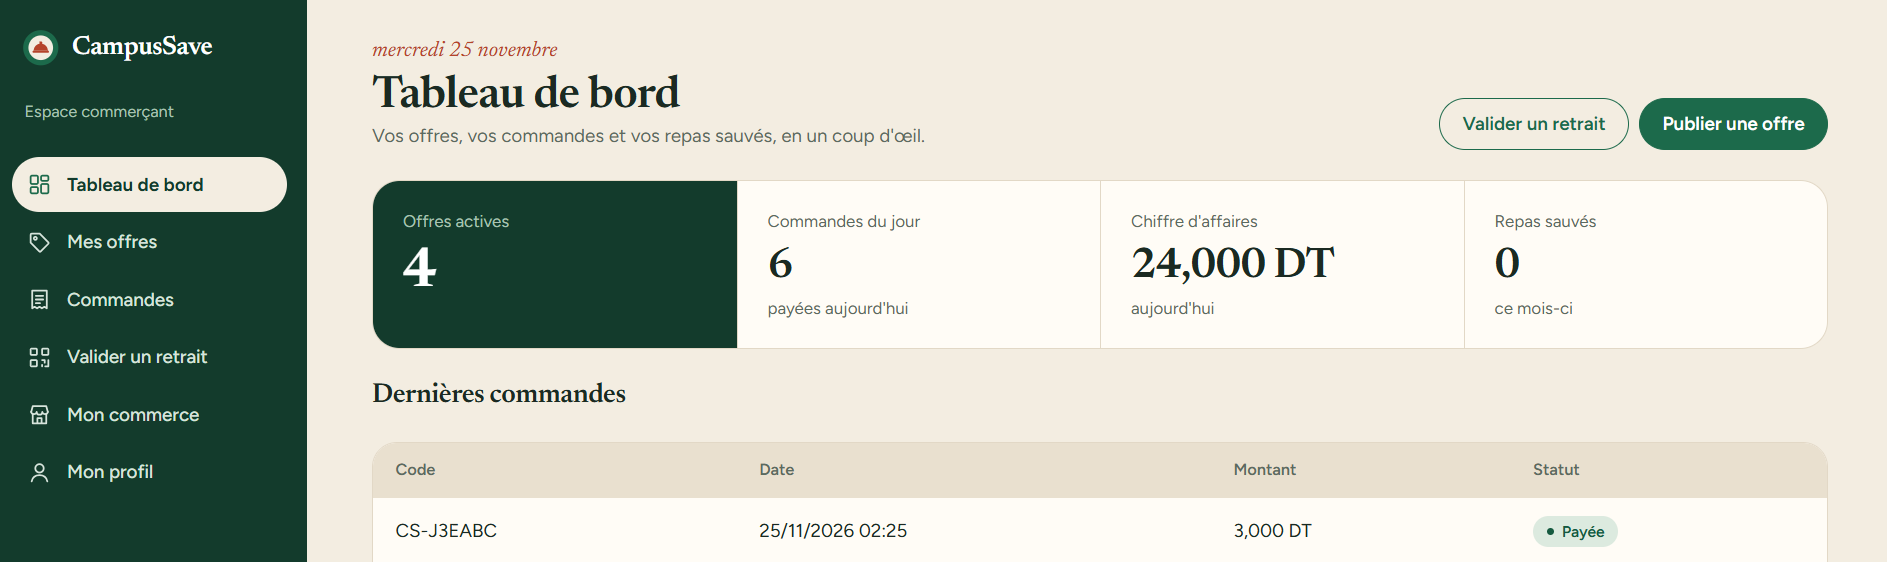 CampusSave
Espace commerçant
Tableau de bord
Mes offres
Commandes
Valider un retrait
Mon commerce
Mon profil
mercredi 25 novembre
Tableau de bord
Vos offres, vos commandes et vos repas sauvés, en un coup d'œil.
Valider un retrait
Publier une offre
Offres actives
4
Commandes du jour
6
payées aujourd'hui
Chiffre d'affaires
24,000 DT
aujourd'hui
Repas sauvés
0
ce mois-ci
Dernières commandes
Code Date Montant Statut
CS-J3EABC 25/11/2026 02:25 3,000 DT Payée